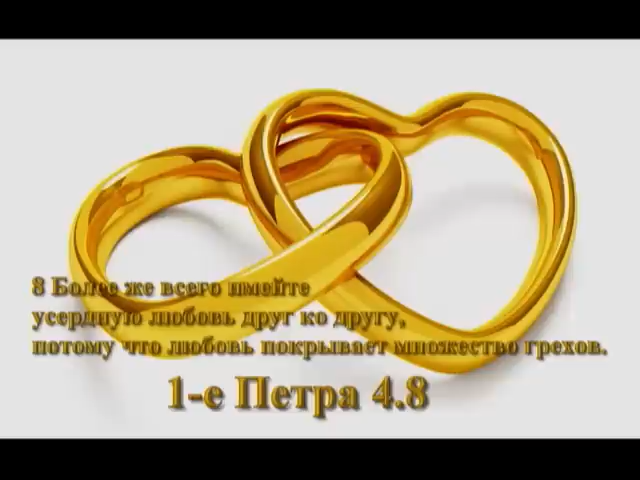 8 Более же всего имейте
усердную любовь друг ко другу,
потому что любовь покрывает множество грехов.
1-е Петра 4.8